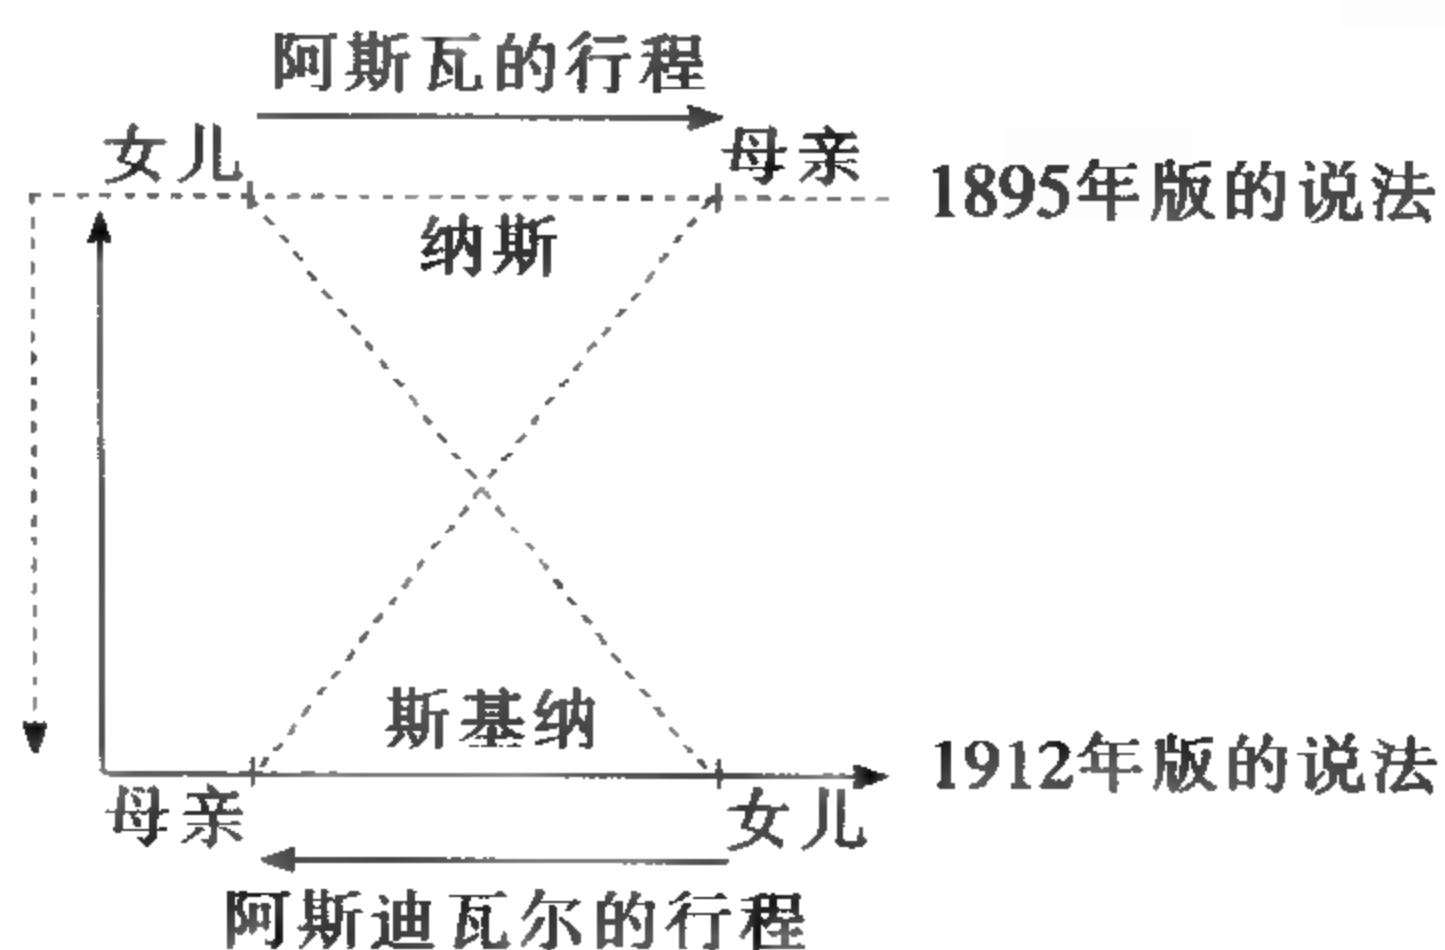 阿斯瓦的行程
女儿
母亲
1895年版的说法
纳斯
斯基纳
1912年版的说法
母亲
女儿
阿斯迪瓦尔的行程